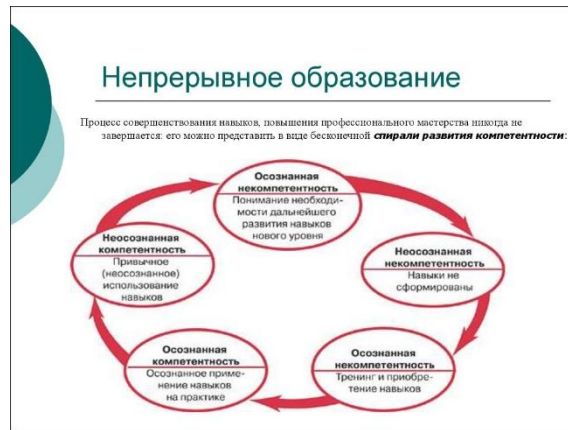 Непрерывное образование
Процесс совершенствования навыков, повышения профессионального мастерства никогда не
завершается: его можно представить в виде бесконечной спирали развития компетентности:
Осознанная
некомпетентность
Понимание необходи-
мости дальнейшего
развития навыков
нового уровня
Неосознанная
некомпетентность
Навыки не
сформированы
Осознанная
некомпетентность
Тренинг и приобре-
тение навыков
Осознанная
компетентность
Осознанное приме-
нение навыков
на практике
Неосознанная
компетентность
Привычное
(неосознанное)
использование
навыков